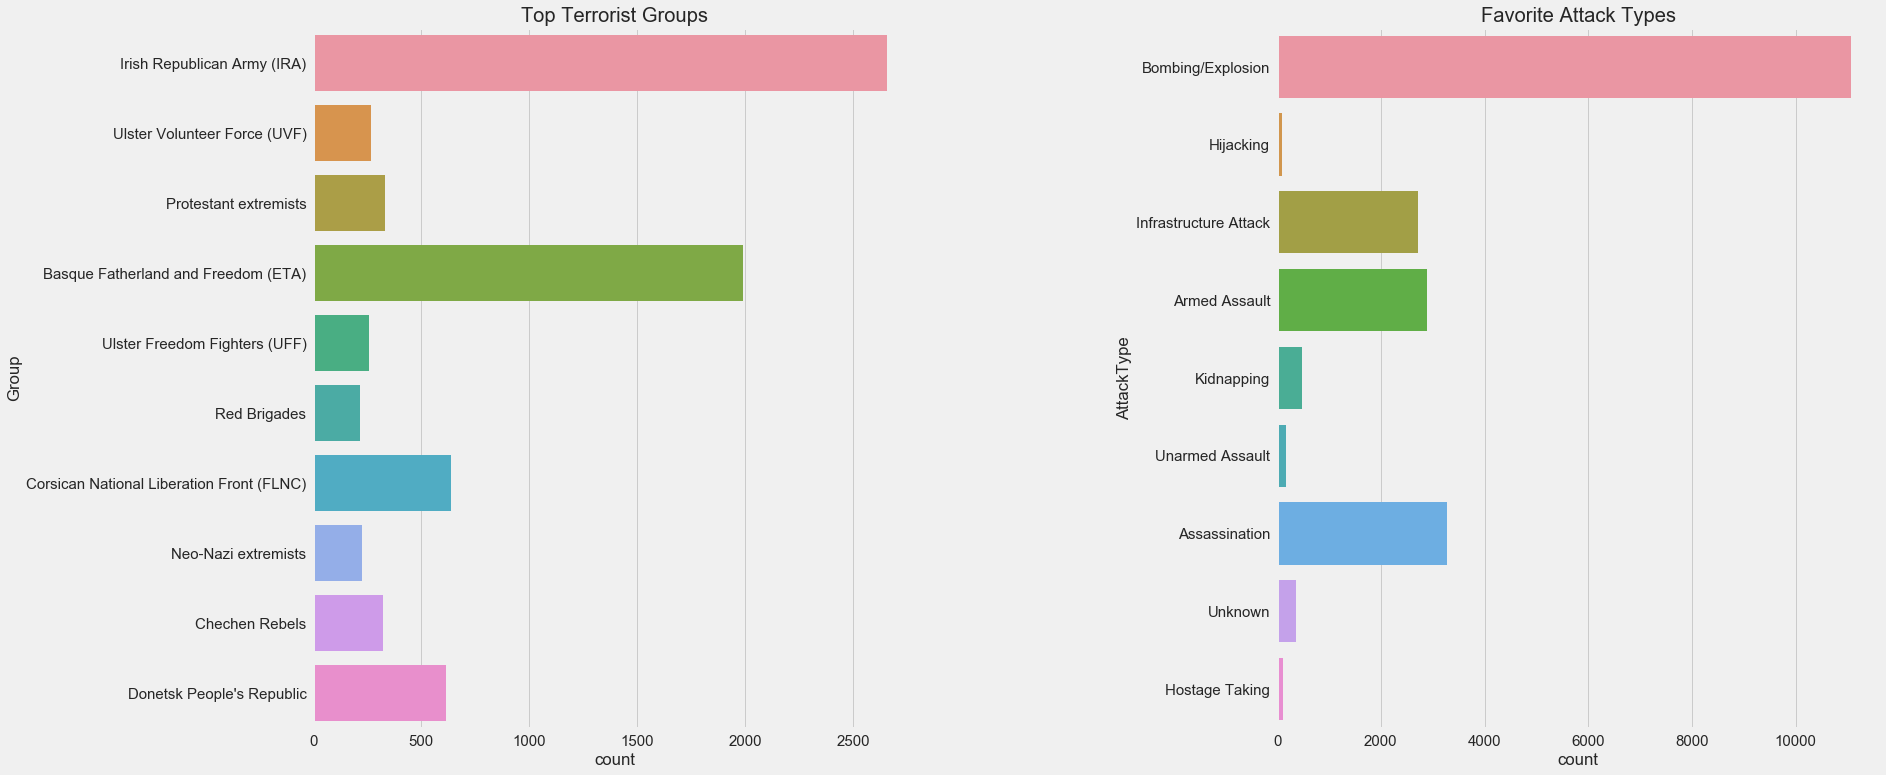 Top Terrorist Groups
Group
Irish Republican Army (IRA)
Ulster Volunteer Force (UVF)
Protestant extremists
Basque Fatherland and Freedom (ETA)
Ulster Freedom Fighters (UFF)
Red Brigades
Corsican National Liberation Front (FLNC)
Neo-Nazi extremists
Chechen Rebels
Donetsk People's Republic
0 500 1000 1500 2000 2500
count
Favorite Attack Types
AttackType
Bombing/Explosion
Hijacking
Infrastructure Attack
Armed Assault
Kidnapping
Unarmed Assault
Assassination
Unknown
Hostage Taking
0 2000 4000 6000 8000 10000
count